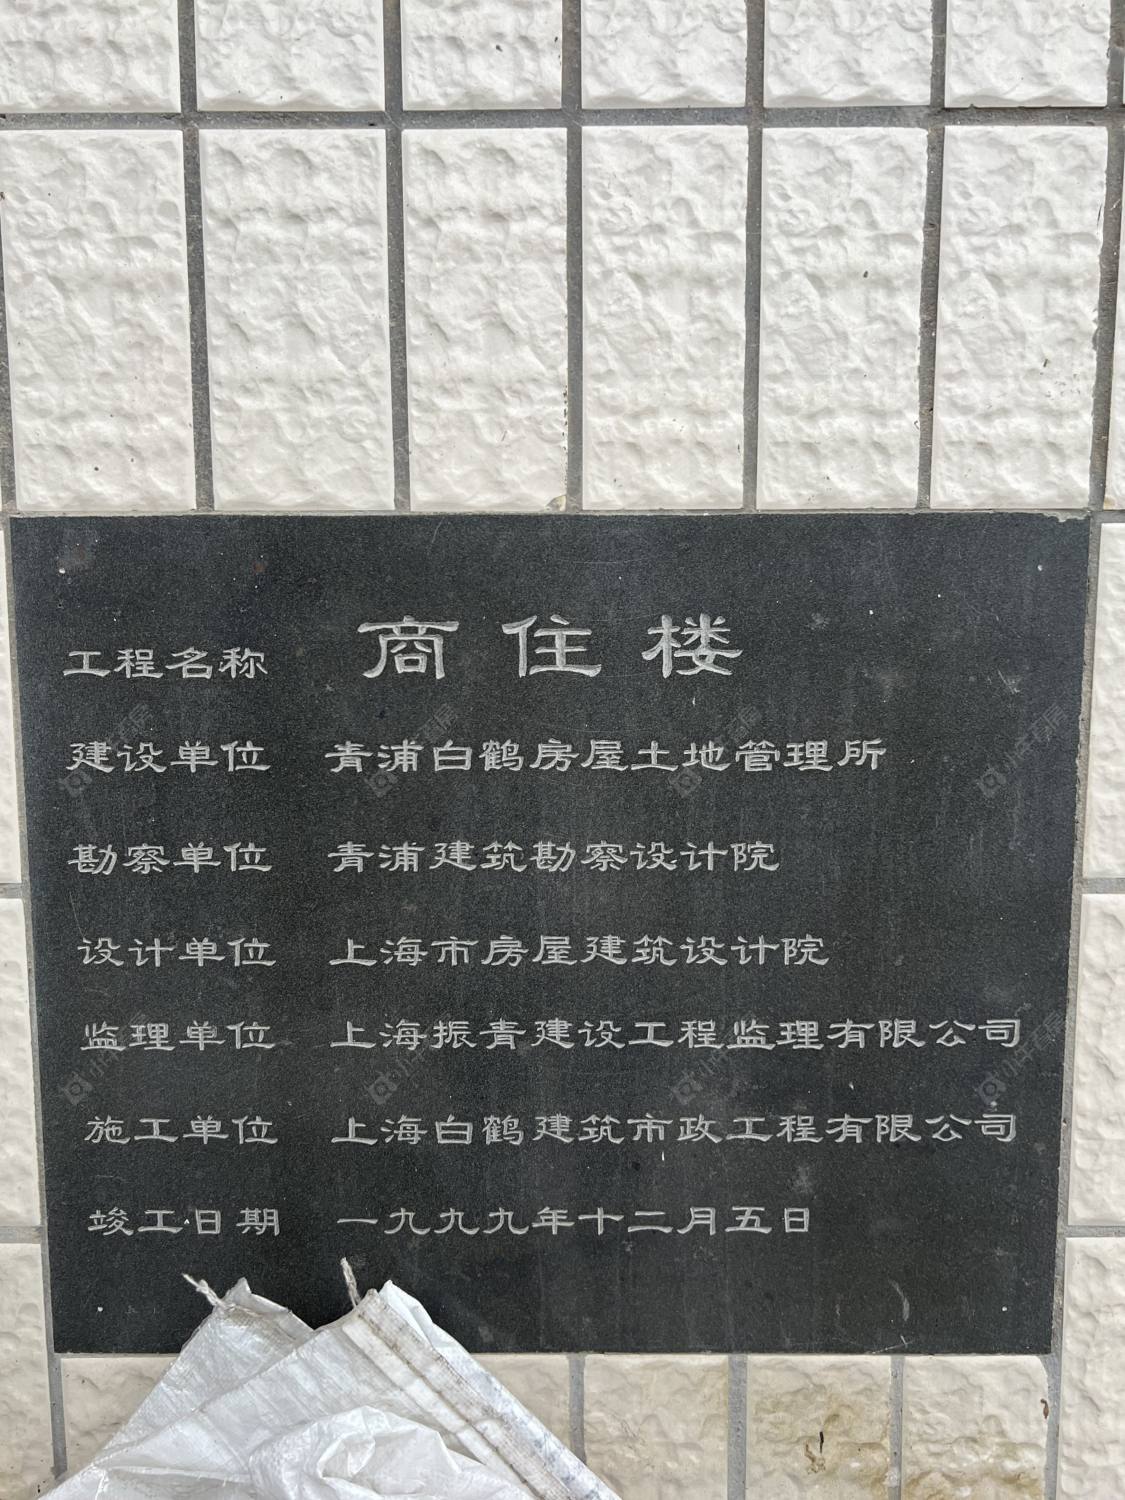 工程名称 商住楼
建设单位 青浦白鹤房屋土地管理所
勘察单位 青浦建筑勘察设计院
设计单位 上海市房屋建筑设计院
监理单位 上海振青建设工程监理有限公司
施工单位 上海白鹤建筑市政工程有限公司
竣工日期 一九九九年十二月五日